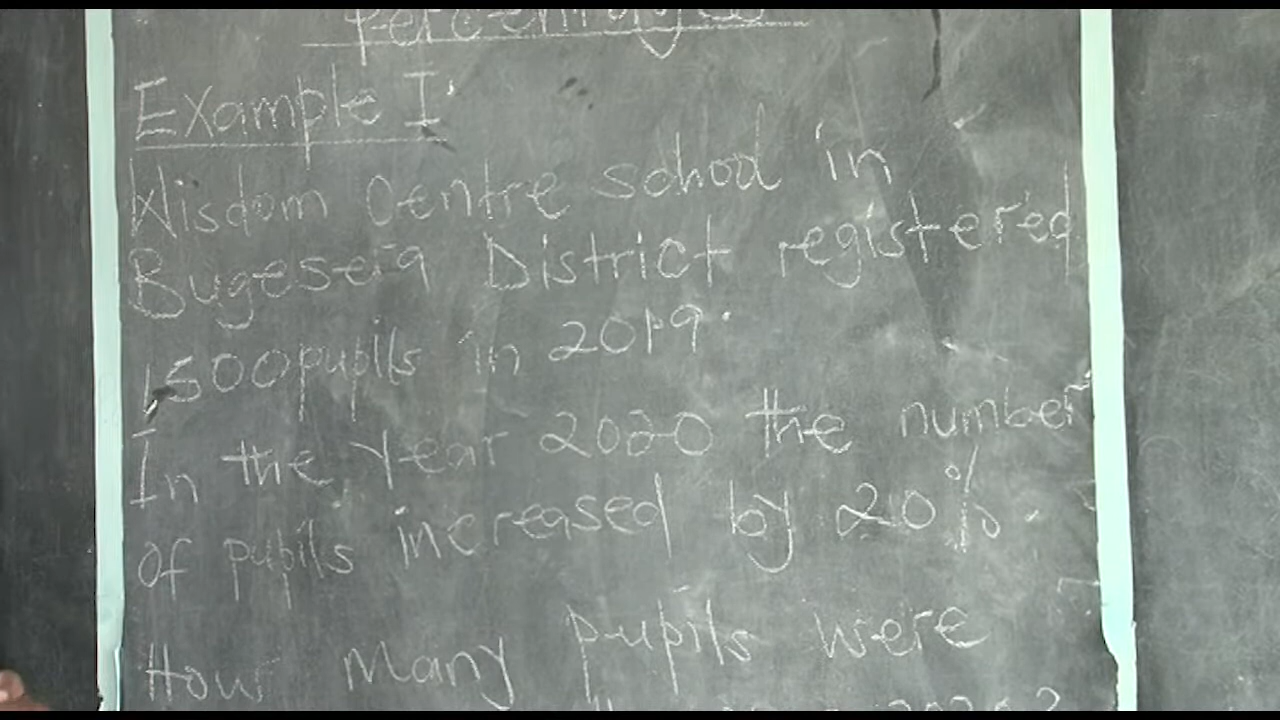 Percentages
Example I:
Wisdom Centre school in
Bugesera District registered
1500pupils in 2019.
In the Year 2020 the number
of pupils increased by 20%.
How many pupils were
2020?